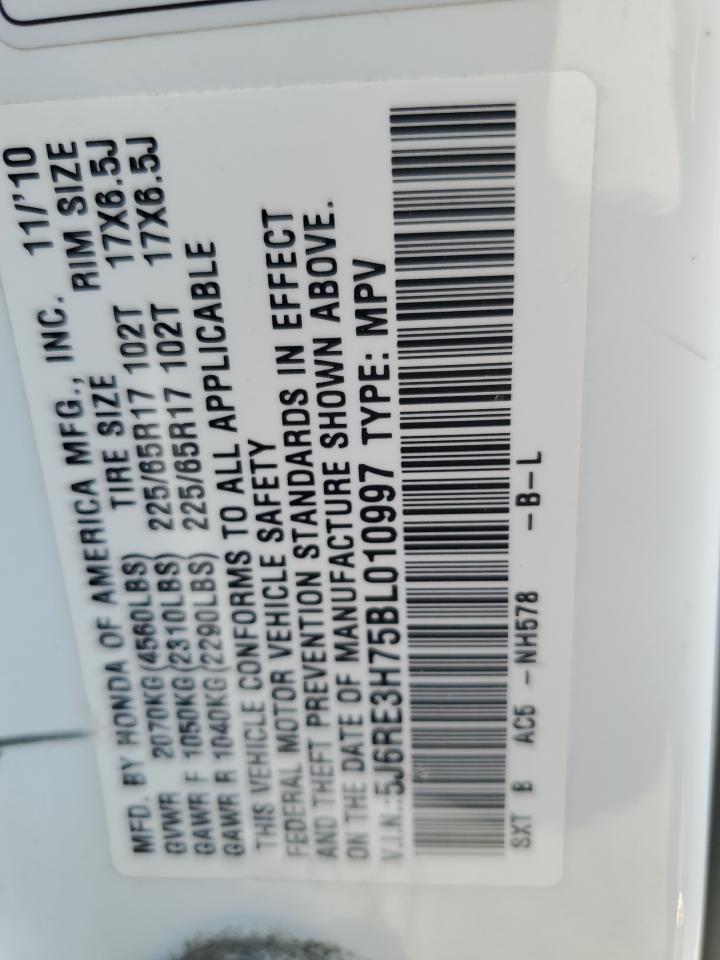 MFD. BY HONDA OF AMERICA MFG., INC. 11/'10
TIRE SIZE RIM SIZE
GVWR 2070KG (4560LBS) 225/65R17 102T 17X6.5J
GAWR F 1050KG (2310LBS) 225/65R17 102T 17X6.5J
GAWR R 1040KG (2290LBS)
THIS VEHICLE CONFORMS TO ALL APPLICABLE
FEDERAL MOTOR VEHICLE SAFETY
AND THEFT PREVENTION STANDARDS IN EFFECT
ON THE DATE OF MANUFACTURE SHOWN ABOVE.
V.I.N.:5J6RE3H75BL010997 TYPE: MPV
SXT B AC5 -NH578 -B-L